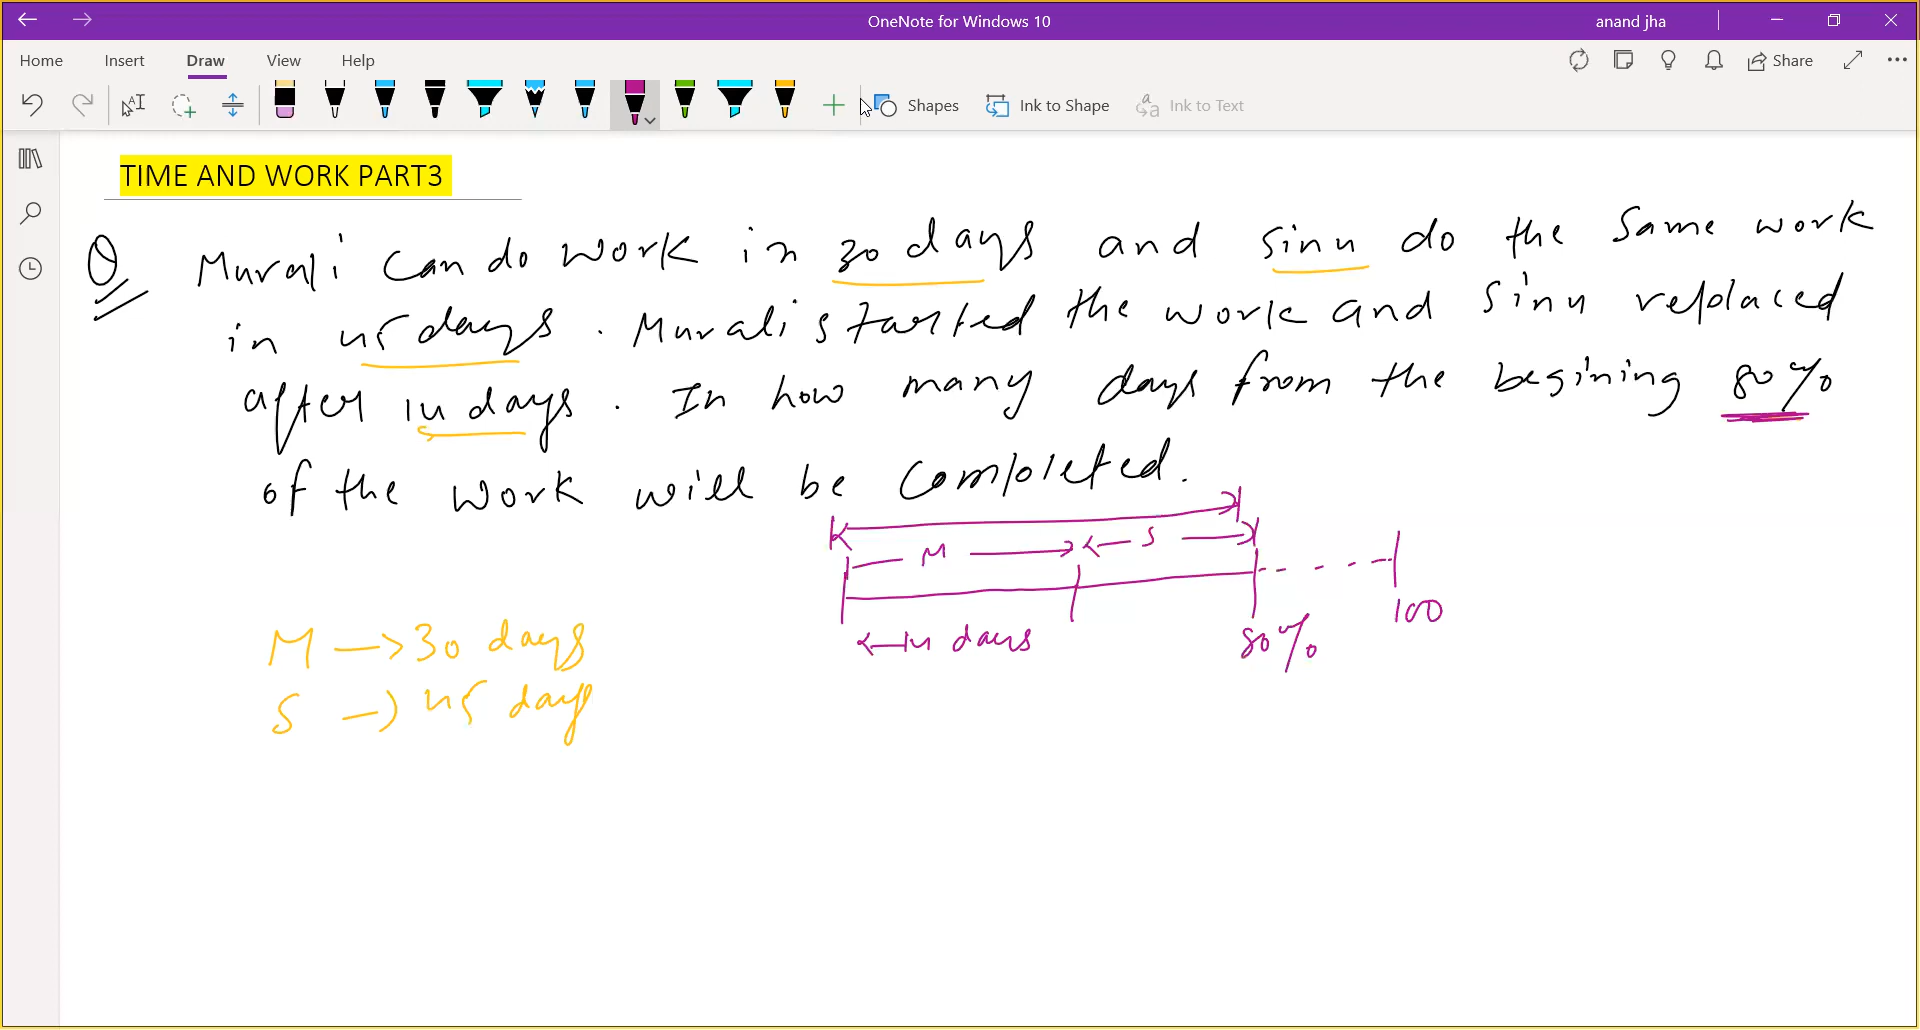 OneNote for Windows 10
anand jha
Home Insert Draw View Help
Share
Shapes Ink to Shape Ink to Text
TIME AND WORK PART3
Q Murali can do work in 30 days and sinu do the same work
in 45 days. Murali started the work and sinu replaced
after 14 days. In how many days from the begining 80%
of the work will be completed.
M S
100
14 days 80%
M → 30 days
S → 45 days